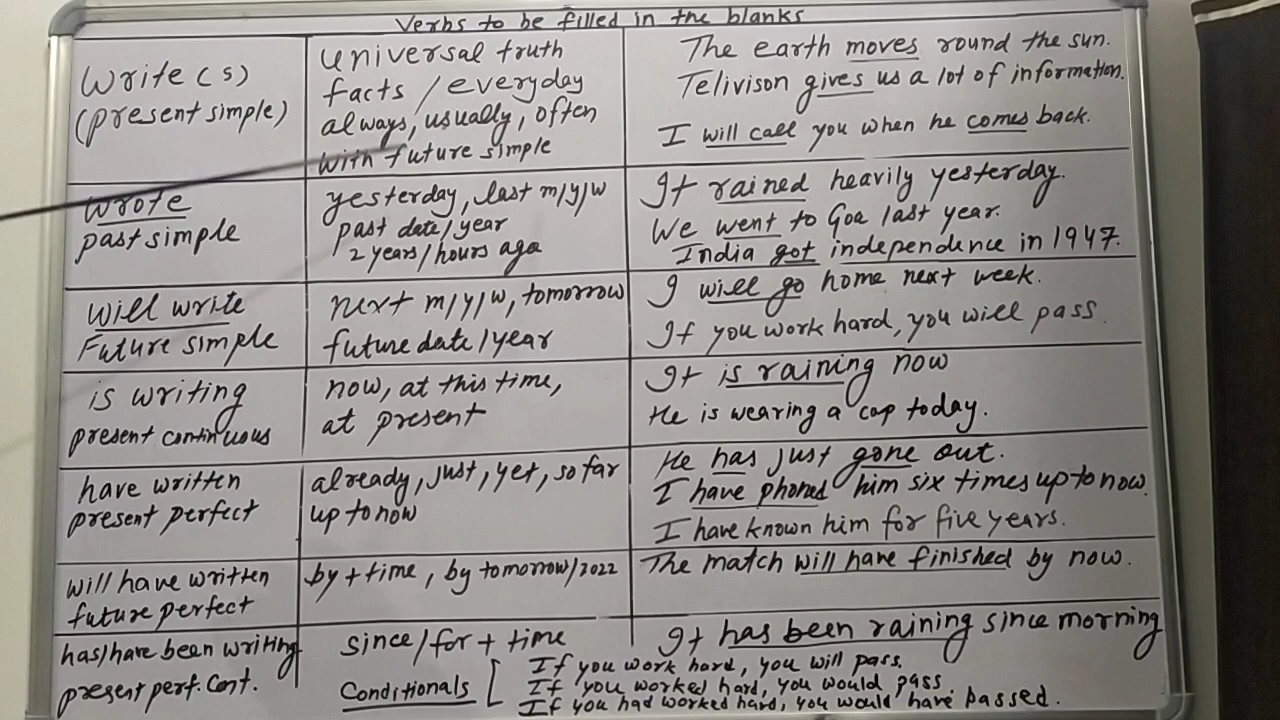 Verbs to be filled in the blanks
Write(s)
(present simple)
universal truth
facts / everyday
always, usually, often
with future simple
The earth moves round the sun.
Telivison gives us a lot of information.
I will call you when he comes back.
Wrote
past simple
yesterday, last m/y/w
past date/year
2 years/hours ago
It rained heavily yesterday.
We went to Goa last year.
India got independence in 1947.
Will write
Future simple
next m/y/w, tomorrow
future date/year
I will go home next week.
If you work hard, you will pass.
is writing
present continuous
now, at this time,
at present
It is raining now
He is wearing a cap today.
have written
present perfect
already, just, yet, so far
up to now
He has just gone out.
I have phoned him six times up to now.
I have known him for five years.
will have written
future perfect
by + time, by tomorrow/2022
The match will have finished by now.
has/have been writing
present perf. cont.
since/for + time
It has been raining since morning
Conditionals
If you work hard, you will pass.
If you worked hard, you would pass.
If you had worked hard, you would have passed.